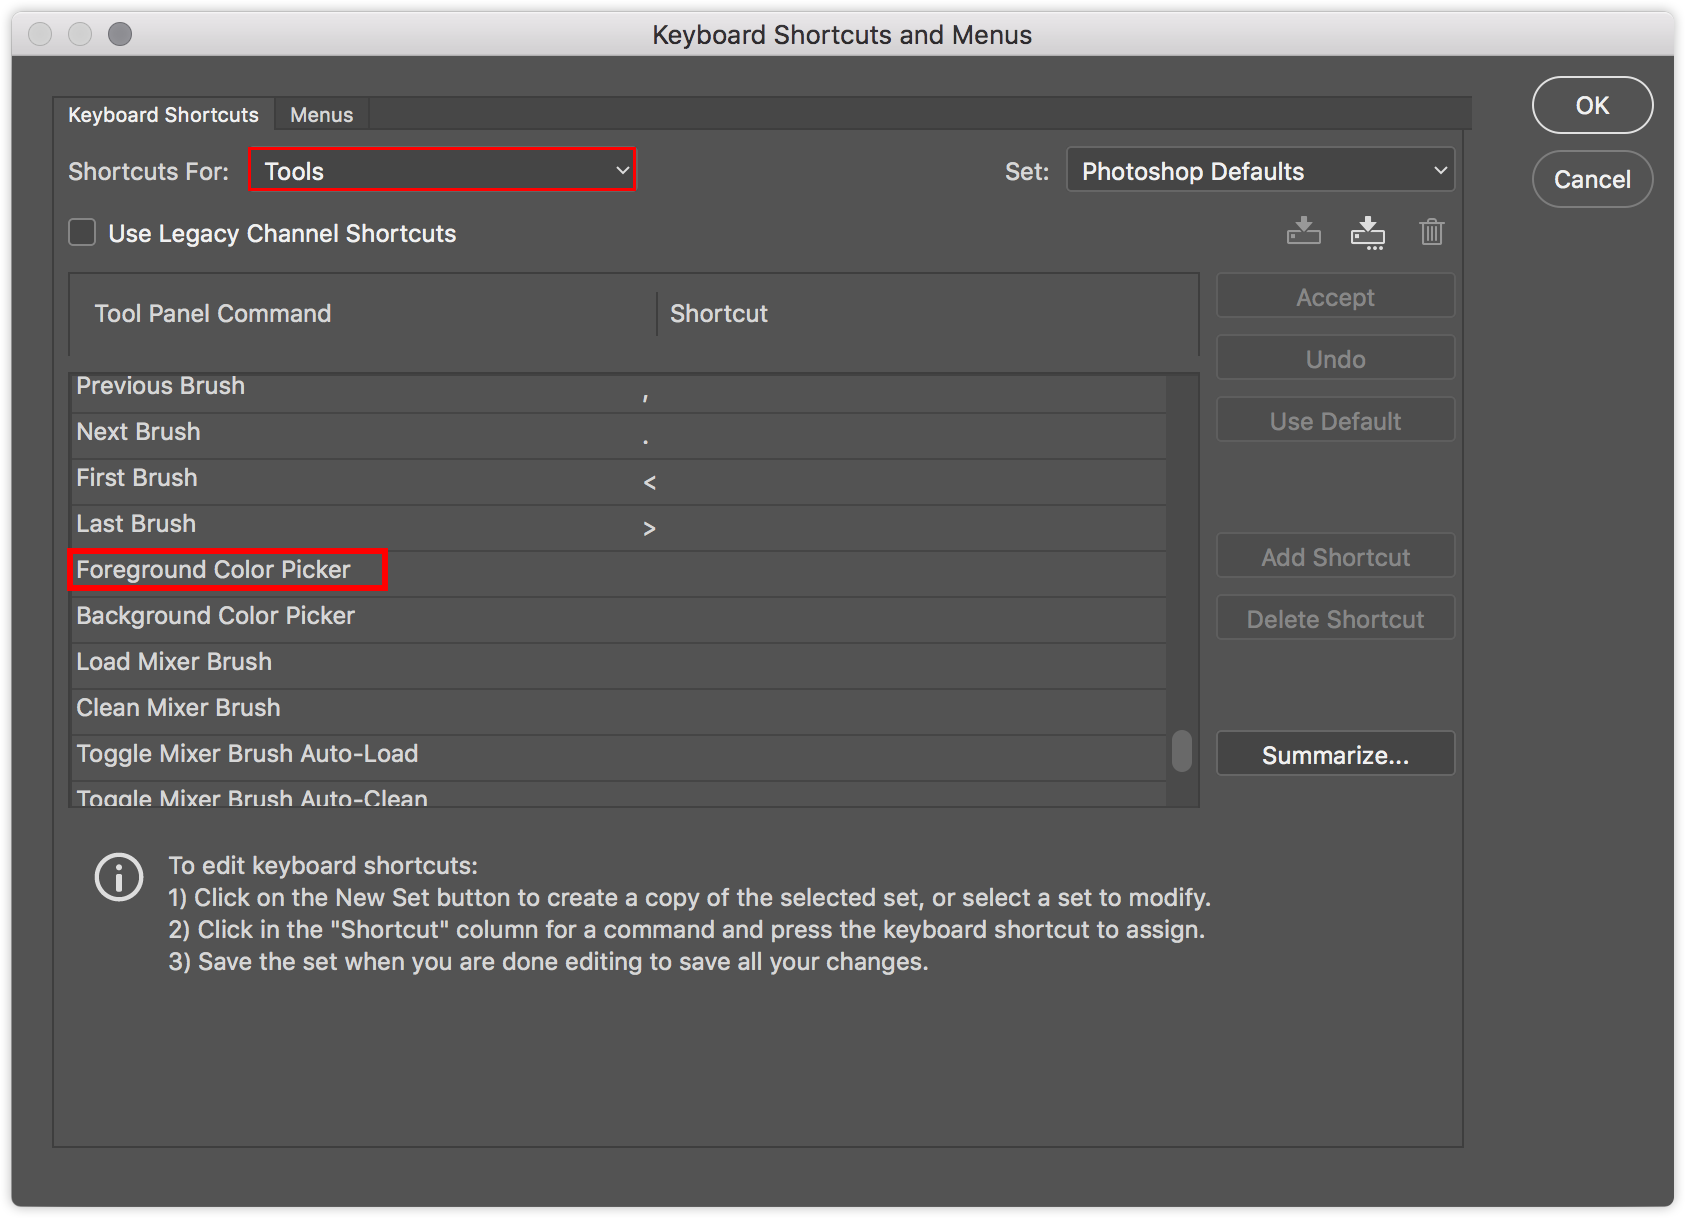 Keyboard Shortcuts and Menus
Keyboard Shortcuts
Menus
OK
Shortcuts For: Tools
Set: Photoshop Defaults
Cancel
Use Legacy Channel Shortcuts
Tool Panel Command
Shortcut
Accept
Undo
Use Default
Previous Brush ,
Next Brush .
First Brush <
Last Brush >
Foreground Color Picker
Background Color Picker
Load Mixer Brush
Clean Mixer Brush
Toggle Mixer Brush Auto-Load
Toggle Mixer Brush Auto-Clean
Add Shortcut
Delete Shortcut
Summarize...
To edit keyboard shortcuts:
1) Click on the New Set button to create a copy of the selected set, or select a set to modify.
2) Click in the "Shortcut" column for a command and press the keyboard shortcut to assign.
3) Save the set when you are done editing to save all your changes.